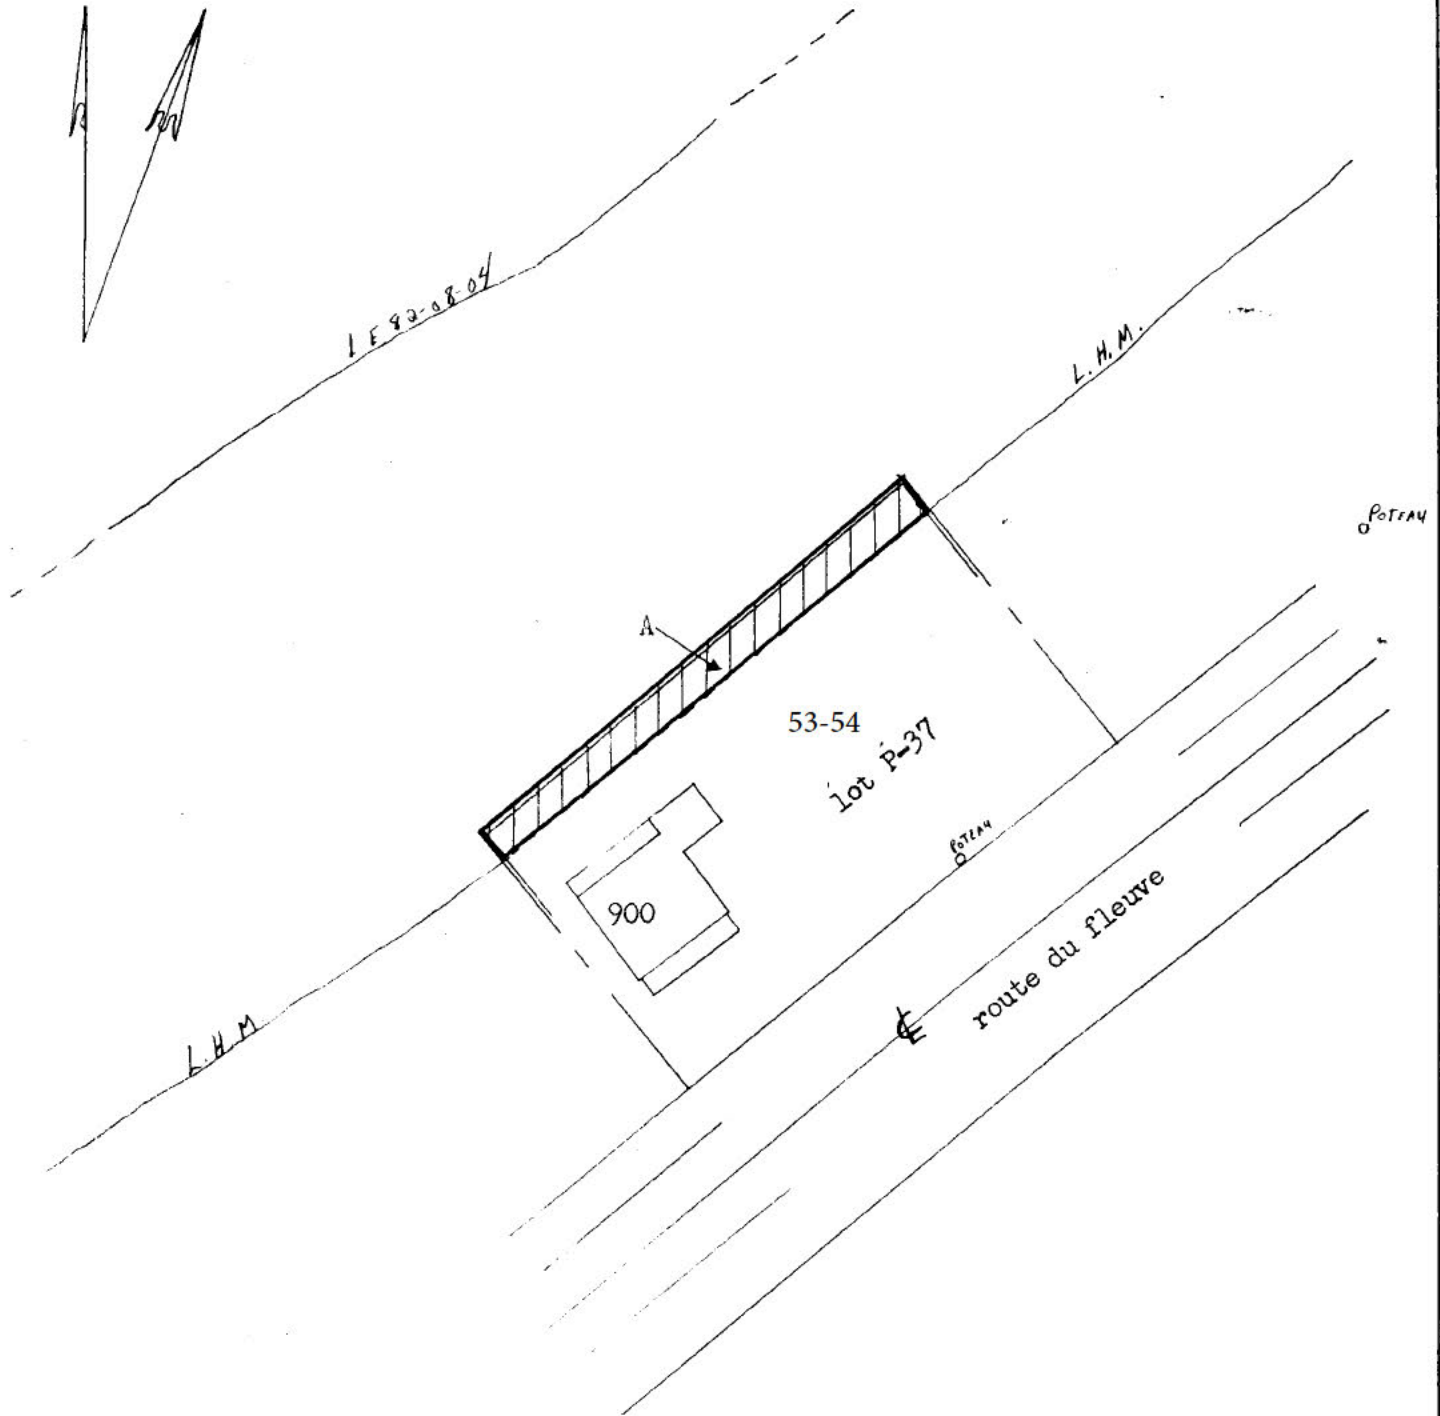 L E 82-08-04
L. H. M.
POTEAU
A
53-54
lot P-37
POTEAU
900
route du fleuve
℄
L. H. M